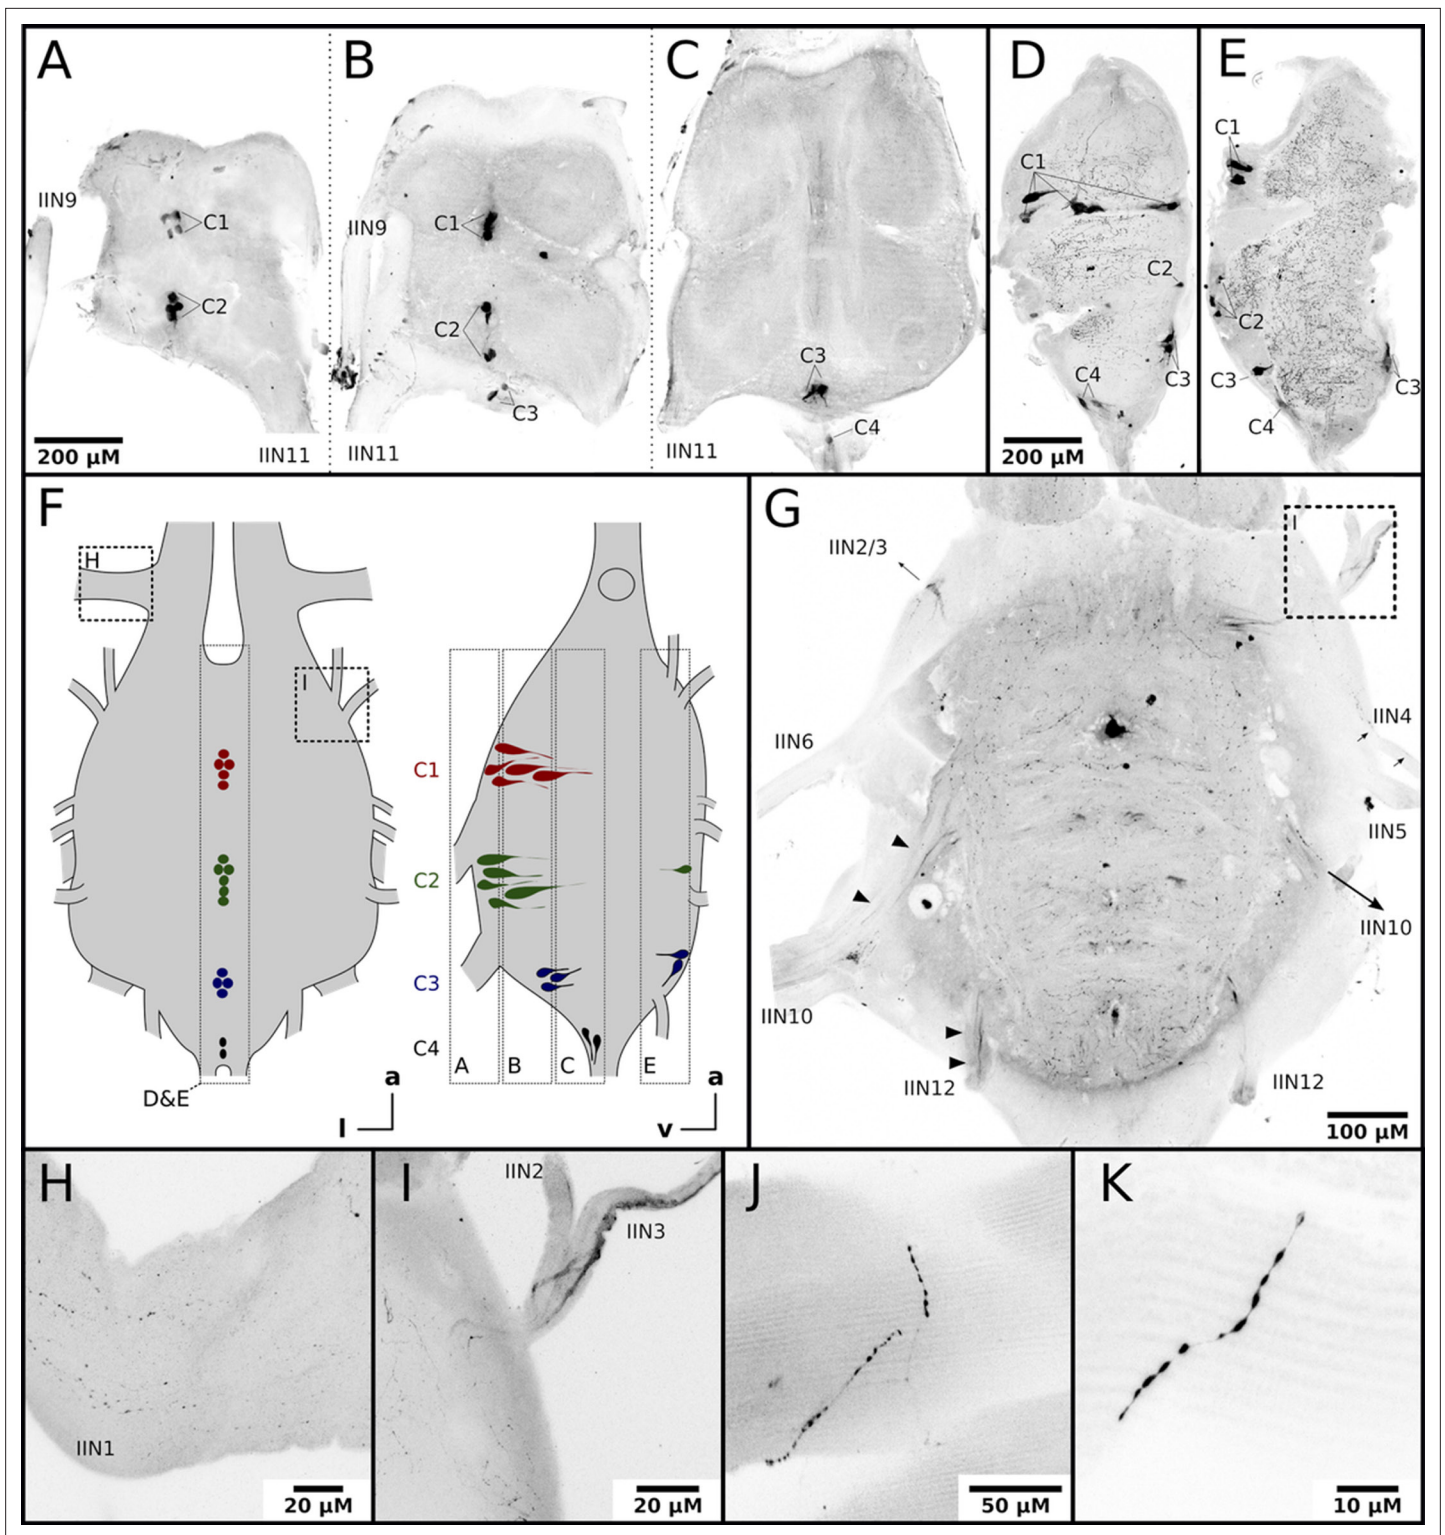 A
B
C
D
E
IIN9
C1
C2
IIN9
C1
C2
C3
C3
C4
C1
C2
C3
C4
C1
C2
C3
C3
C4
200 μM
IIN11
IIN11
IIN11
200 μM
F
H
I
C1
C2
C3
C4
A
B
C
E
D&E
a
l
a
v
G
I
IIN2/3
IIN4
IIN6
IIN5
IIN10
IIN10
IIN12
IIN12
100 μM
H
IIN1
20 μM
I
IIN2
IIN3
20 μM
J
50 μM
K
10 μM